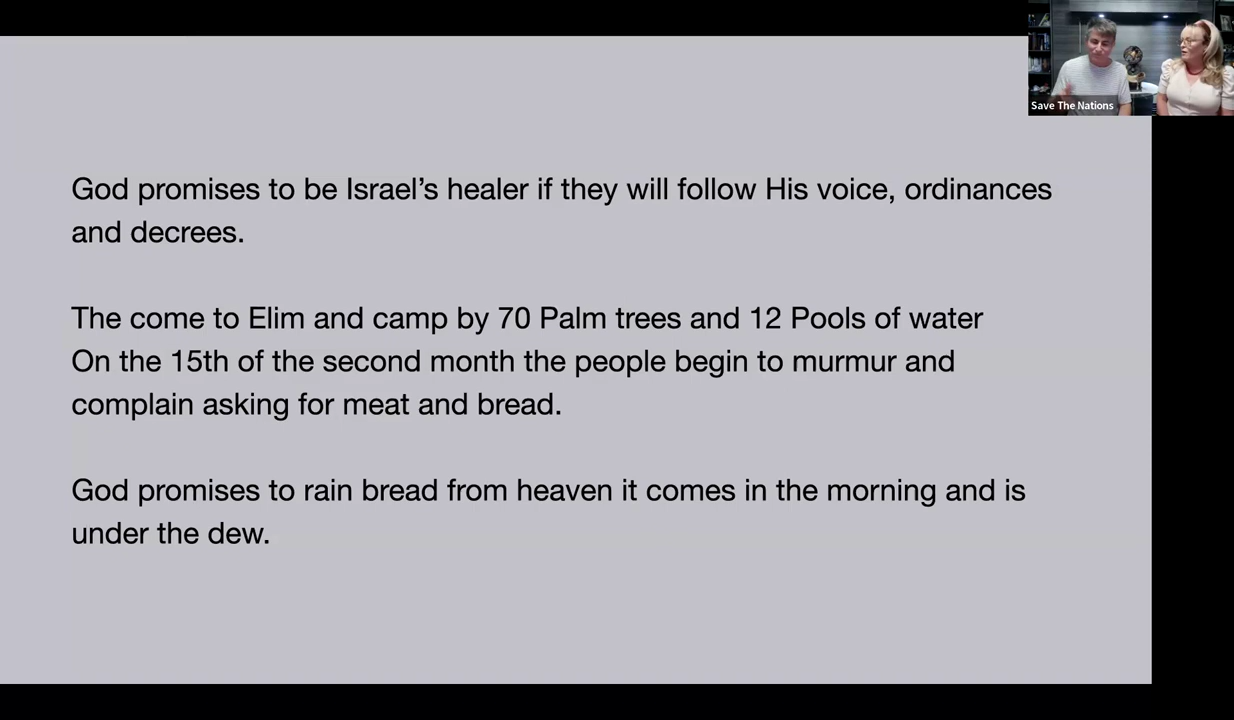 Save The Nations
God promises to be Israel’s healer if they will follow His voice, ordinances
and decrees.
The come to Elim and camp by 70 Palm trees and 12 Pools of water
On the 15th of the second month the people begin to murmur and
complain asking for meat and bread.
God promises to rain bread from heaven it comes in the morning and is
under the dew.